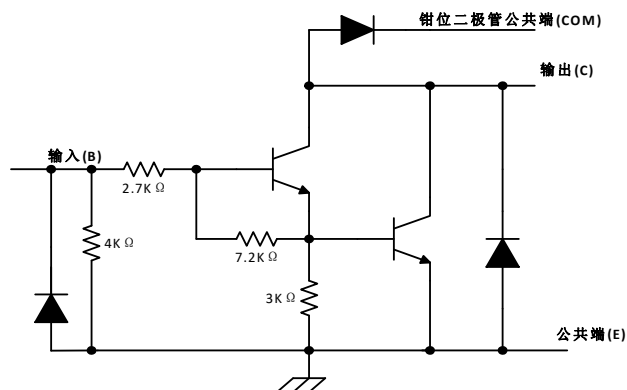 钳位二极管公共端(COM)
输出(C)
输入(B)
2.7K Ω
4K Ω
7.2K Ω
3K Ω
公共端(E)